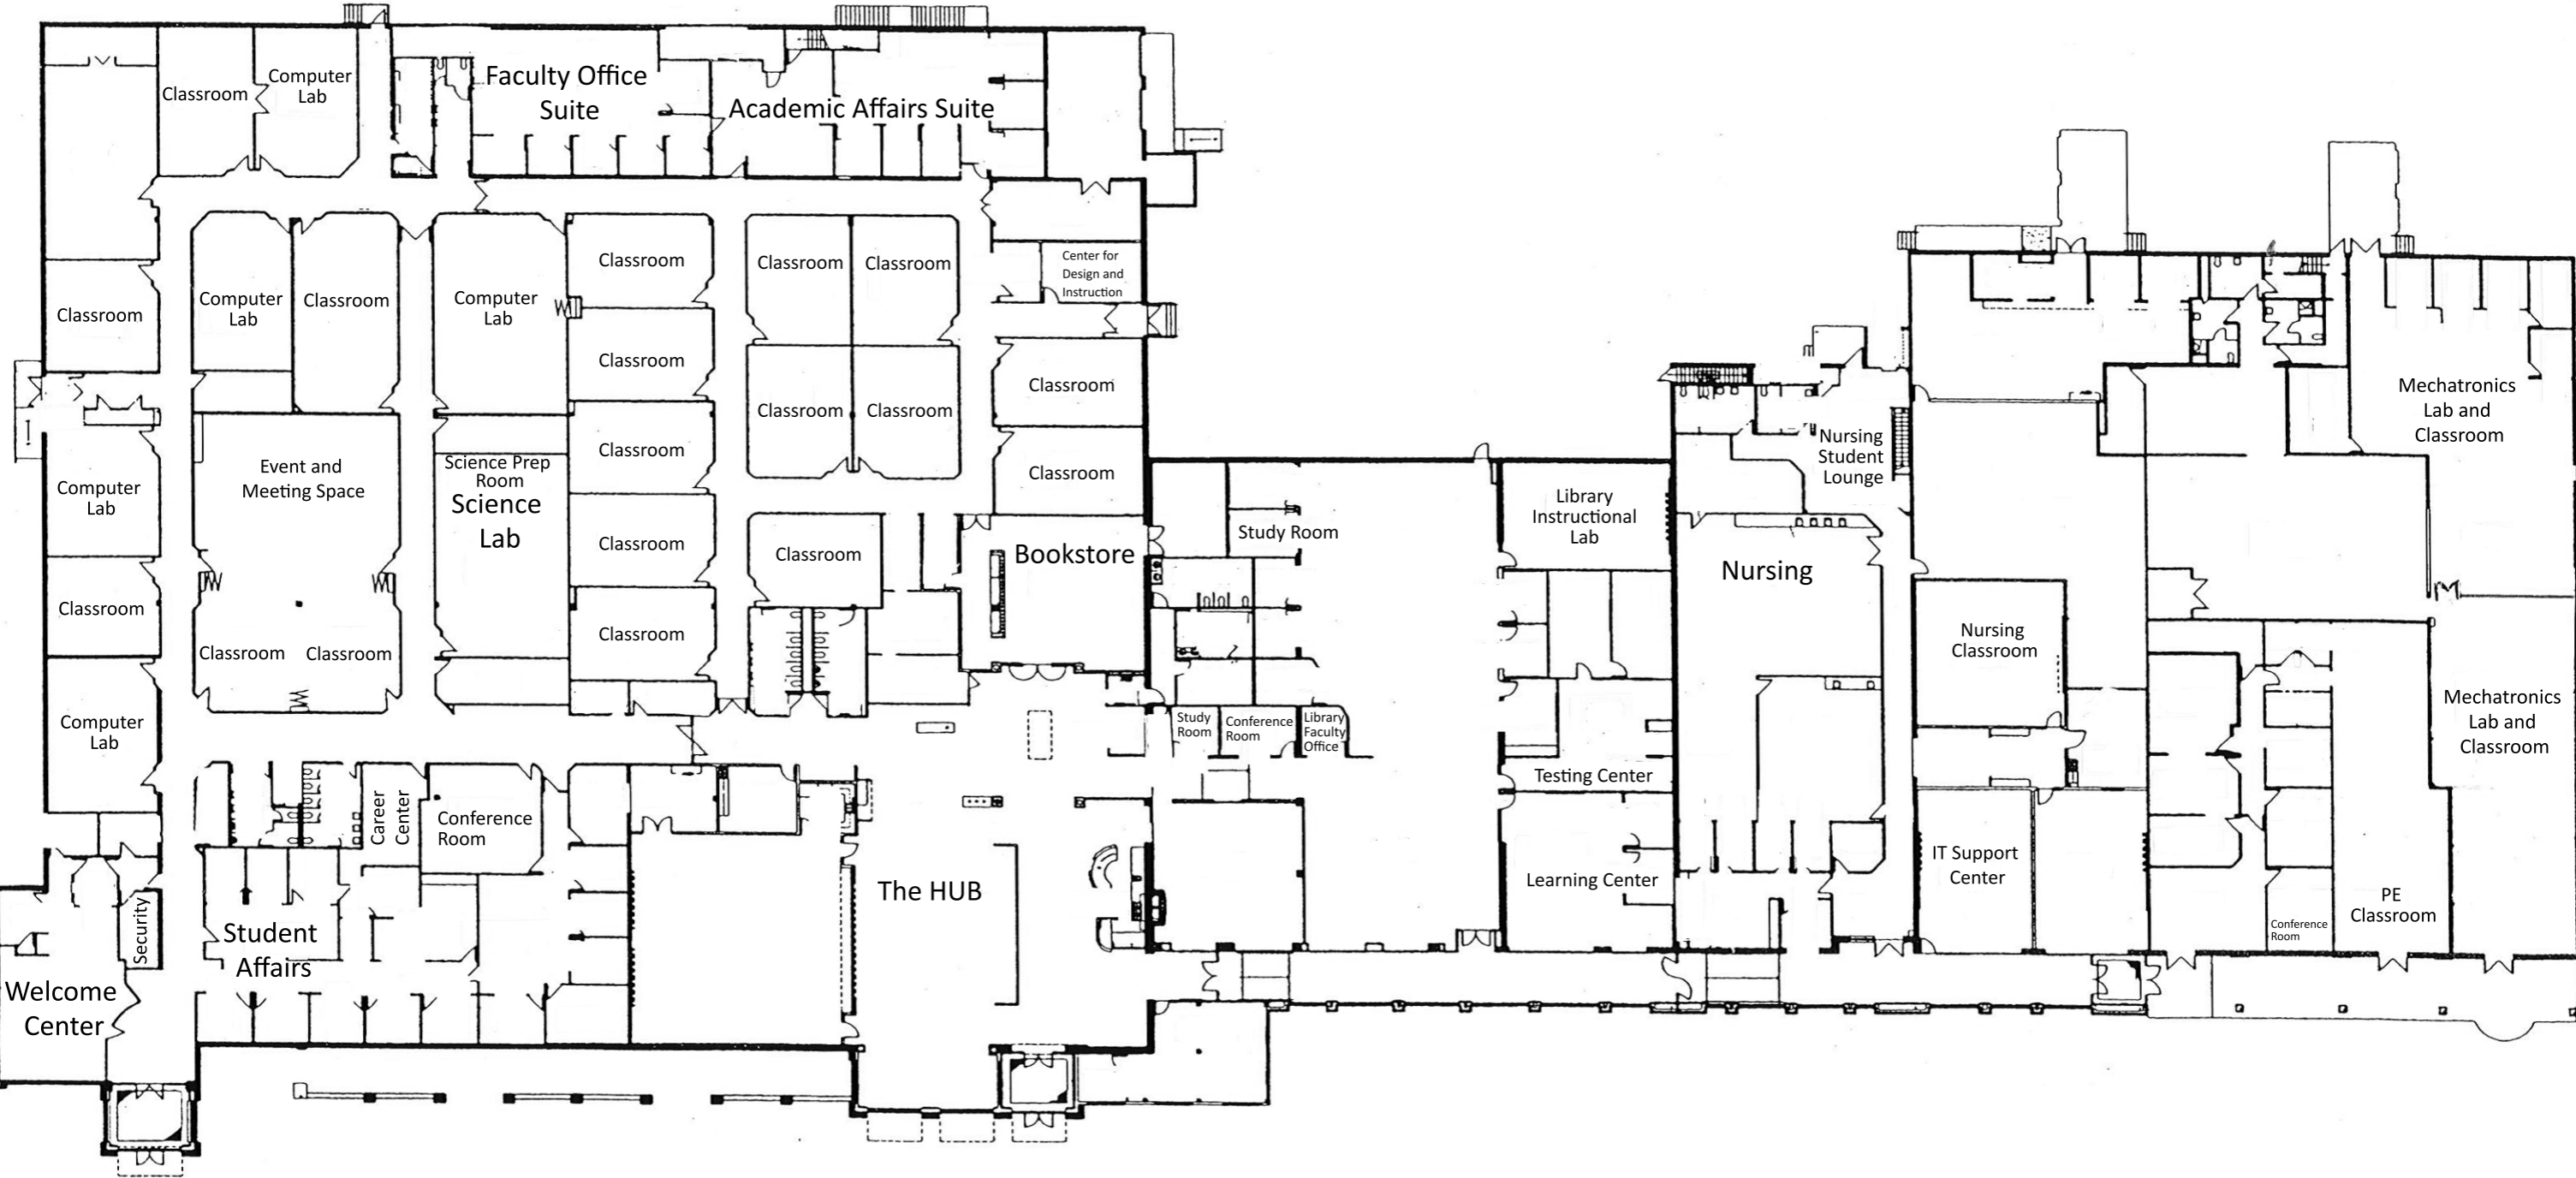 Classroom
Computer
Lab
Faculty Office
Suite
Academic Affairs Suite
Classroom
Computer
Lab
Classroom
Computer
Lab
Classroom
Classroom
Classroom
Classroom
Center for
Design and
Instruction
Classroom
Classroom
Classroom
Classroom
Classroom
Computer
Lab
Event and
Meeting Space
Science Prep
Room
Science
Lab
Classroom
Classroom
Classroom
Classroom
Bookstore
Classroom
Classroom
Classroom
Classroom
Computer
Lab
Career
Center
Conference
Room
Security
Student
Affairs
Welcome
Center
The HUB
Study Room
Study
Room
Conference
Room
Library
Faculty
Office
Library
Instructional
Lab
Testing Center
Learning Center
Nursing
Student
Lounge
Nursing
Nursing
Classroom
IT Support
Center
Mechatronics
Lab and
Classroom
Mechatronics
Lab and
Classroom
PE
Classroom
Conference
Room